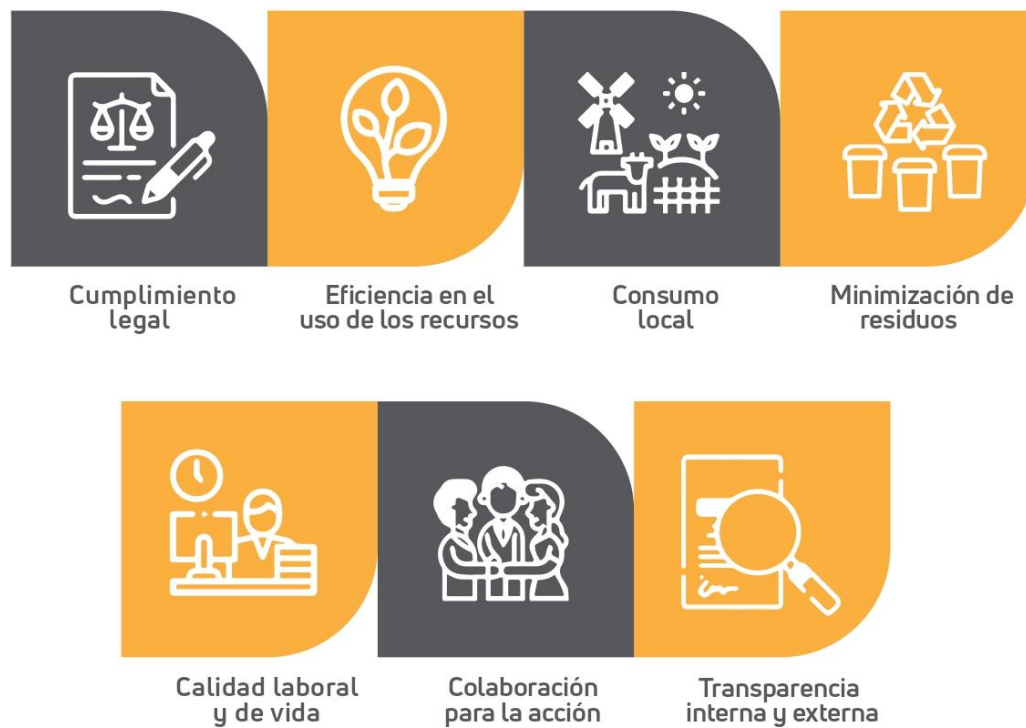 Cumplimiento
legal
Eficiencia en el
uso de los recursos
Consumo
local
Minimización de
residuos
Calidad laboral
y de vida
Colaboración
para la acción
Transparencia
interna y externa